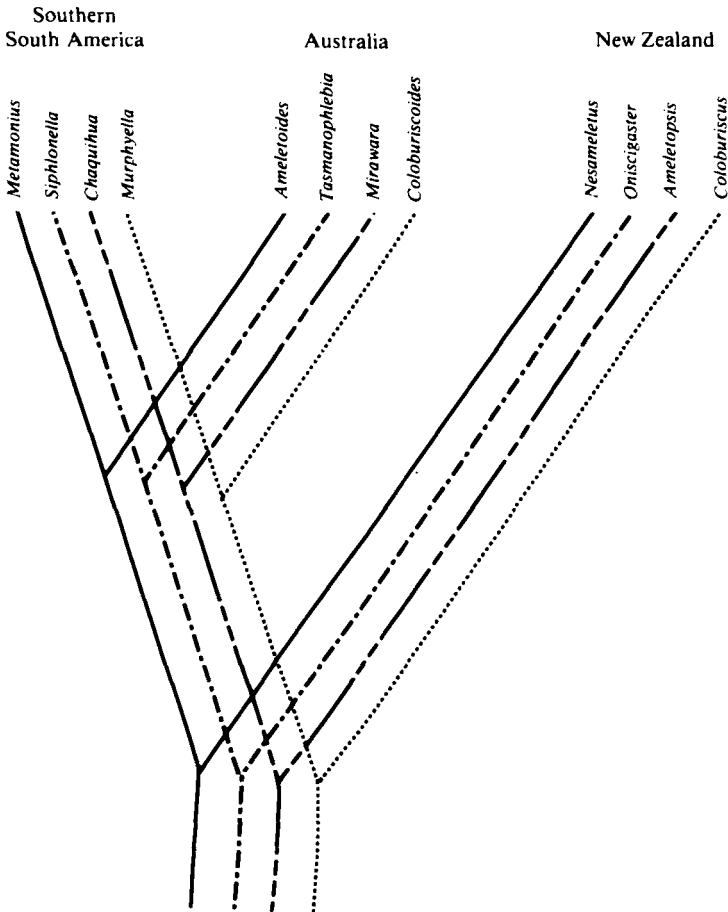 Southern
South America
Australia
New Zealand
Metamonius
Siphlonella
Chaquihua
Murphyella
Ameletoides
Tasmanophlebia
Mirawara
Coloburiscoides
Nesameletus
Oniscigaster
Ameletopsis
Coloburiscus